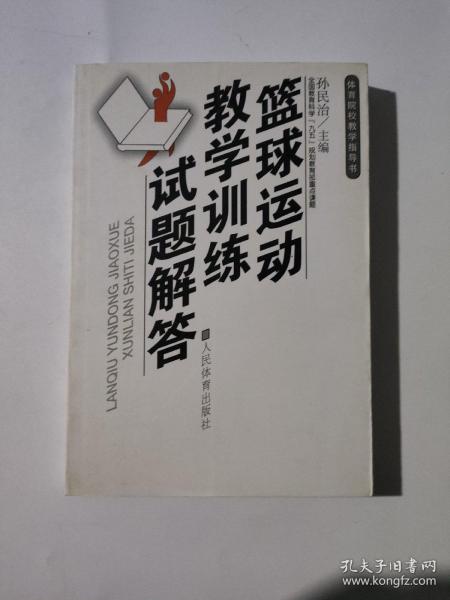 体育院校教学指导书
孙民治/主编
全国教育科学「九五」规划教育部重点课题
篮球运动
教学训练
试题解答
LANQIU YUNDONG JIAOXUE
XUNLIAN SHITI JIEDA
人民体育出版社
孔夫子旧书网
www.kongfz.com